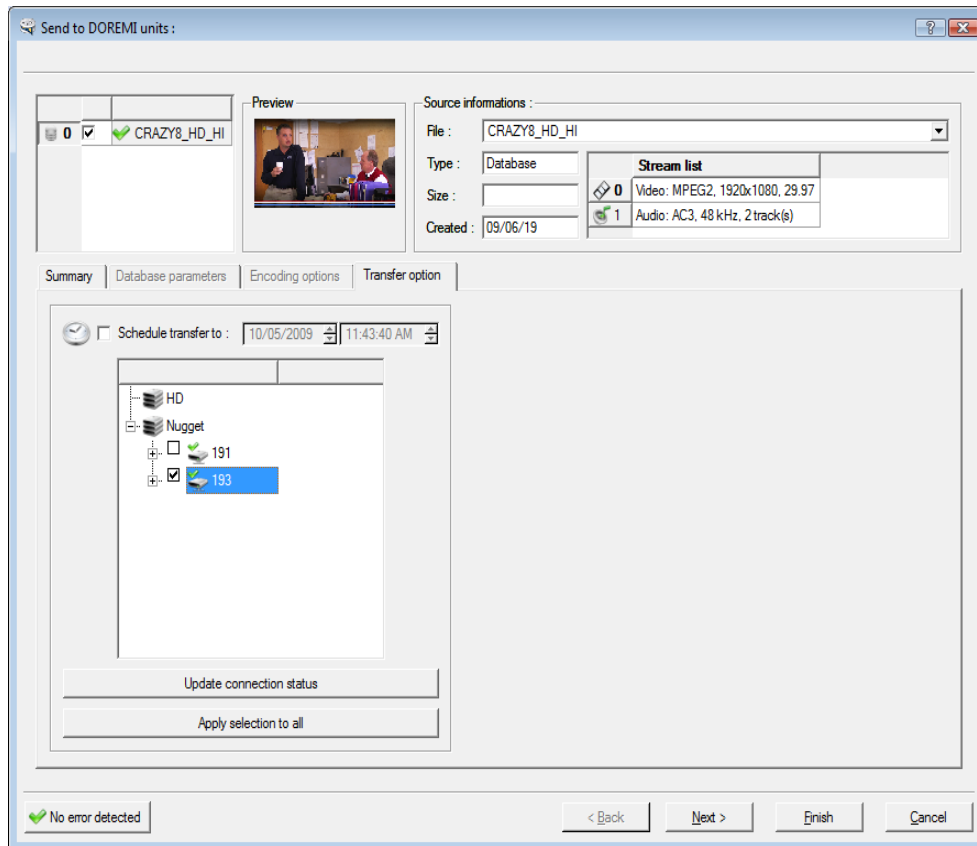 Send to DOREMI units :
0 CRAZY8_HD_HI
Preview
Source informations :
File : CRAZY8_HD_HI
Type : Database
Size :
Created : 09/06/19
Stream list
0 Video: MPEG2, 1920x1080, 29.97
1 Audio: AC3, 48 kHz, 2 track(s)
Summary Database parameters Encoding options Transfer option
Schedule transfer to : 10/05/2009 11:43:40 AM
HD
Nugget
191
193
Update connection status
Apply selection to all
No error detected
< Back Next > Finish Cancel